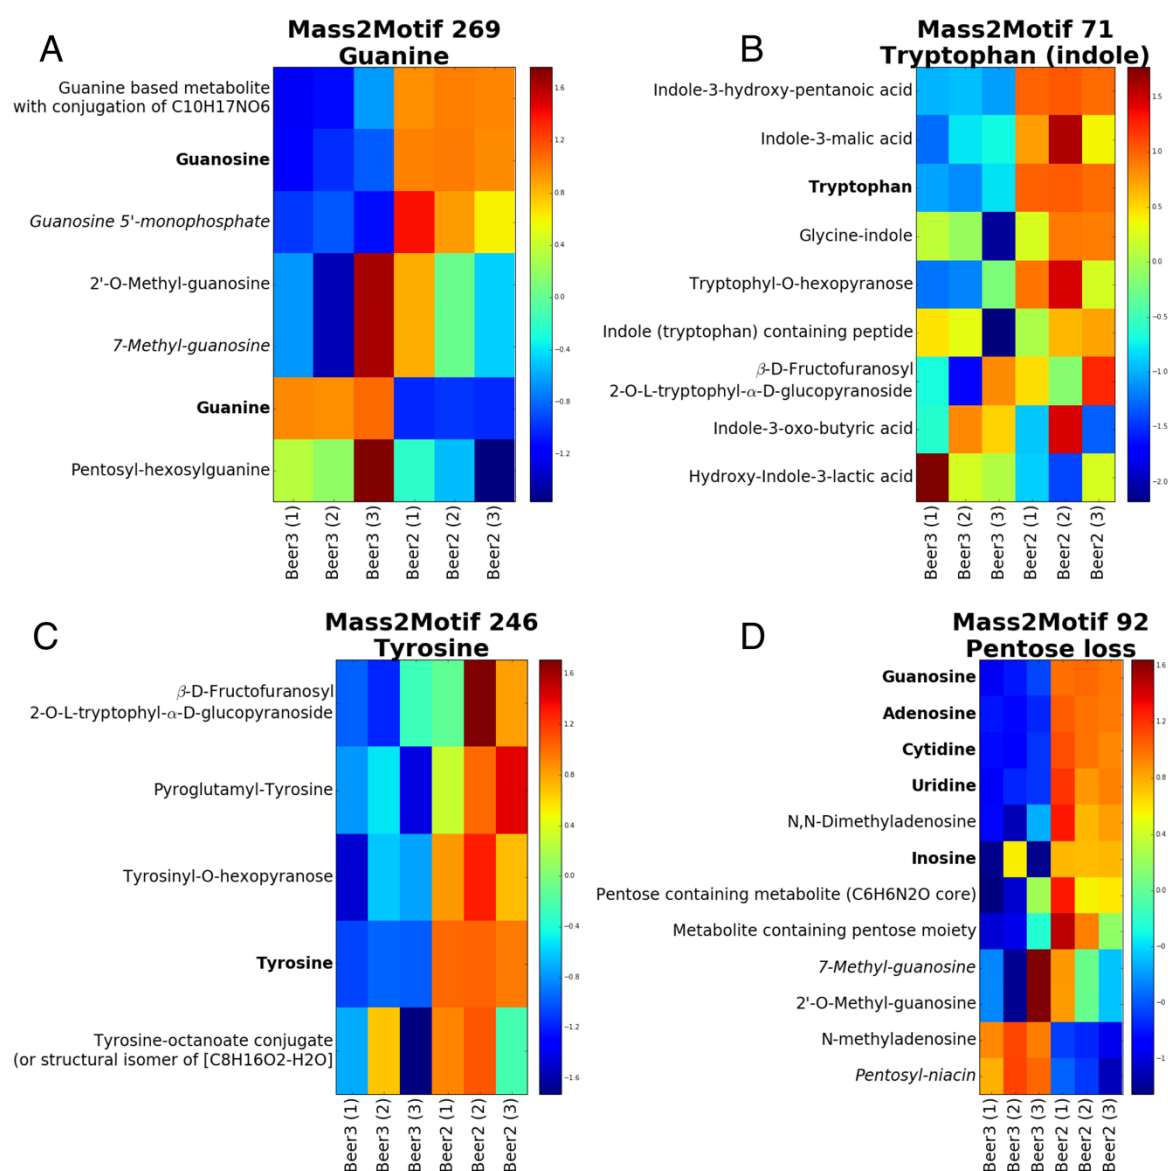 A
Mass2Motif 269
Guanine
Guanine based metabolite
with conjugation of C10H17NO6
Guanosine
Guanosine 5'-monophosphate
2'-O-Methyl-guanosine
7-Methyl-guanosine
Guanine
Pentosyl-hexosylguanine
1.6
1.2
0.8
0.4
0.0
−0.4
−0.8
−1.2
Beer3 (1)
Beer3 (2)
Beer3 (3)
Beer2 (1)
Beer2 (2)
Beer2 (3)
B
Mass2Motif 71
Tryptophan (indole)
Indole-3-hydroxy-pentanoic acid
Indole-3-malic acid
Tryptophan
Glycine-indole
Tryptophyl-O-hexopyranose
Indole (tryptophan) containing peptide
β-D-Fructofuranosyl
2-O-L-tryptophyl-α-D-glucopyranoside
Indole-3-oxo-butyric acid
Hydroxy-Indole-3-lactic acid
1.5
1.0
0.5
0.0
−0.5
−1.0
−1.5
−2.0
Beer3 (1)
Beer3 (2)
Beer3 (3)
Beer2 (1)
Beer2 (2)
Beer2 (3)
C
Mass2Motif 246
Tyrosine
β-D-Fructofuranosyl
2-O-L-tryptophyl-α-D-glucopyranoside
Pyroglutamyl-Tyrosine
Tyrosinyl-O-hexopyranose
Tyrosine
Tyrosine-octanoate conjugate
(or structural isomer of [C8H16O2-H2O]
1.6
1.2
0.8
0.4
0.0
−0.4
−0.8
−1.2
−1.6
Beer3 (1)
Beer3 (2)
Beer3 (3)
Beer2 (1)
Beer2 (2)
Beer2 (3)
D
Mass2Motif 92
Pentose loss
Guanosine
Adenosine
Cytidine
Uridine
N,N-Dimethyladenosine
Inosine
Pentose containing metabolite (C6H6N2O core)
Metabolite containing pentose moiety
7-Methyl-guanosine
2'-O-Methyl-guanosine
N-methyladenosine
Pentosyl-niacin
1.6
1.2
0.8
0.4
0.0
−0
−0
−1
Beer3 (1)
Beer3 (2)
Beer3 (3)
Beer2 (1)
Beer2 (2)
Beer2 (3)